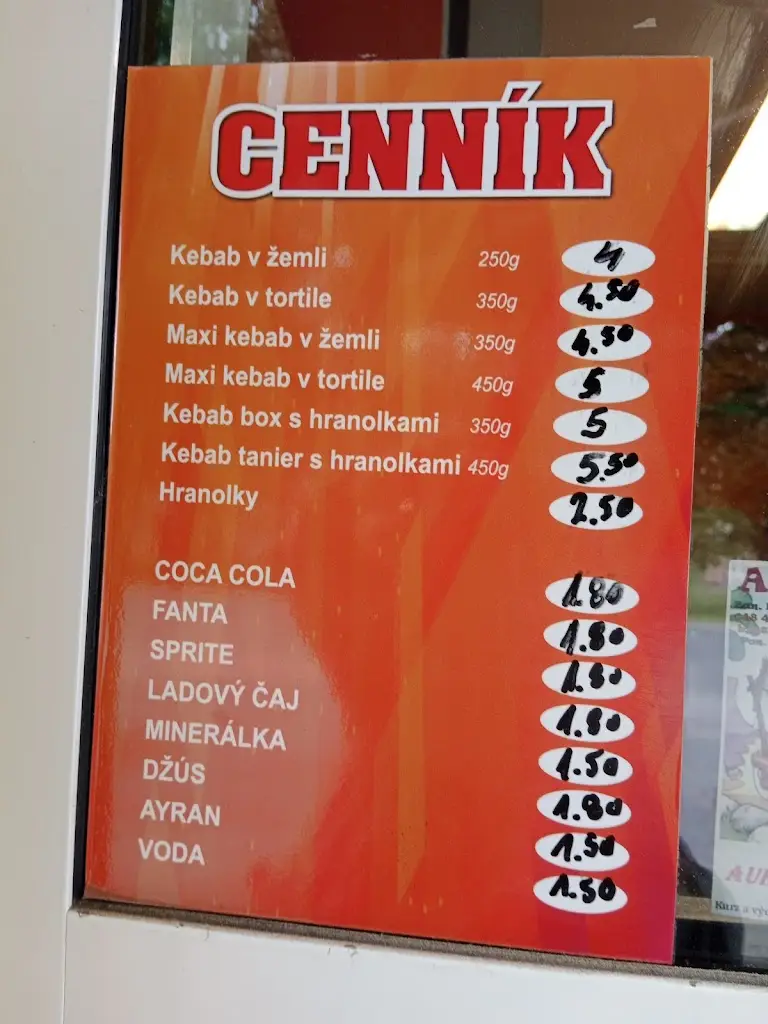 CENNÍK
Kebab v žemli 250g 4
Kebab v tortile 350g 4.50
Maxi kebab v žemli 350g 4.50
Maxi kebab v tortile 450g 5
Kebab box s hranolkami 350g 5
Kebab tanier s hranolkami 450g 5.50
Hranolky 2.50
COCA COLA 1.80
FANTA 1.80
SPRITE 1.80
LADOVÝ ČAJ 1.80
MINERÁLKA 1.50
DŽÚS 1.80
AYRAN 1.50
VODA 1.50